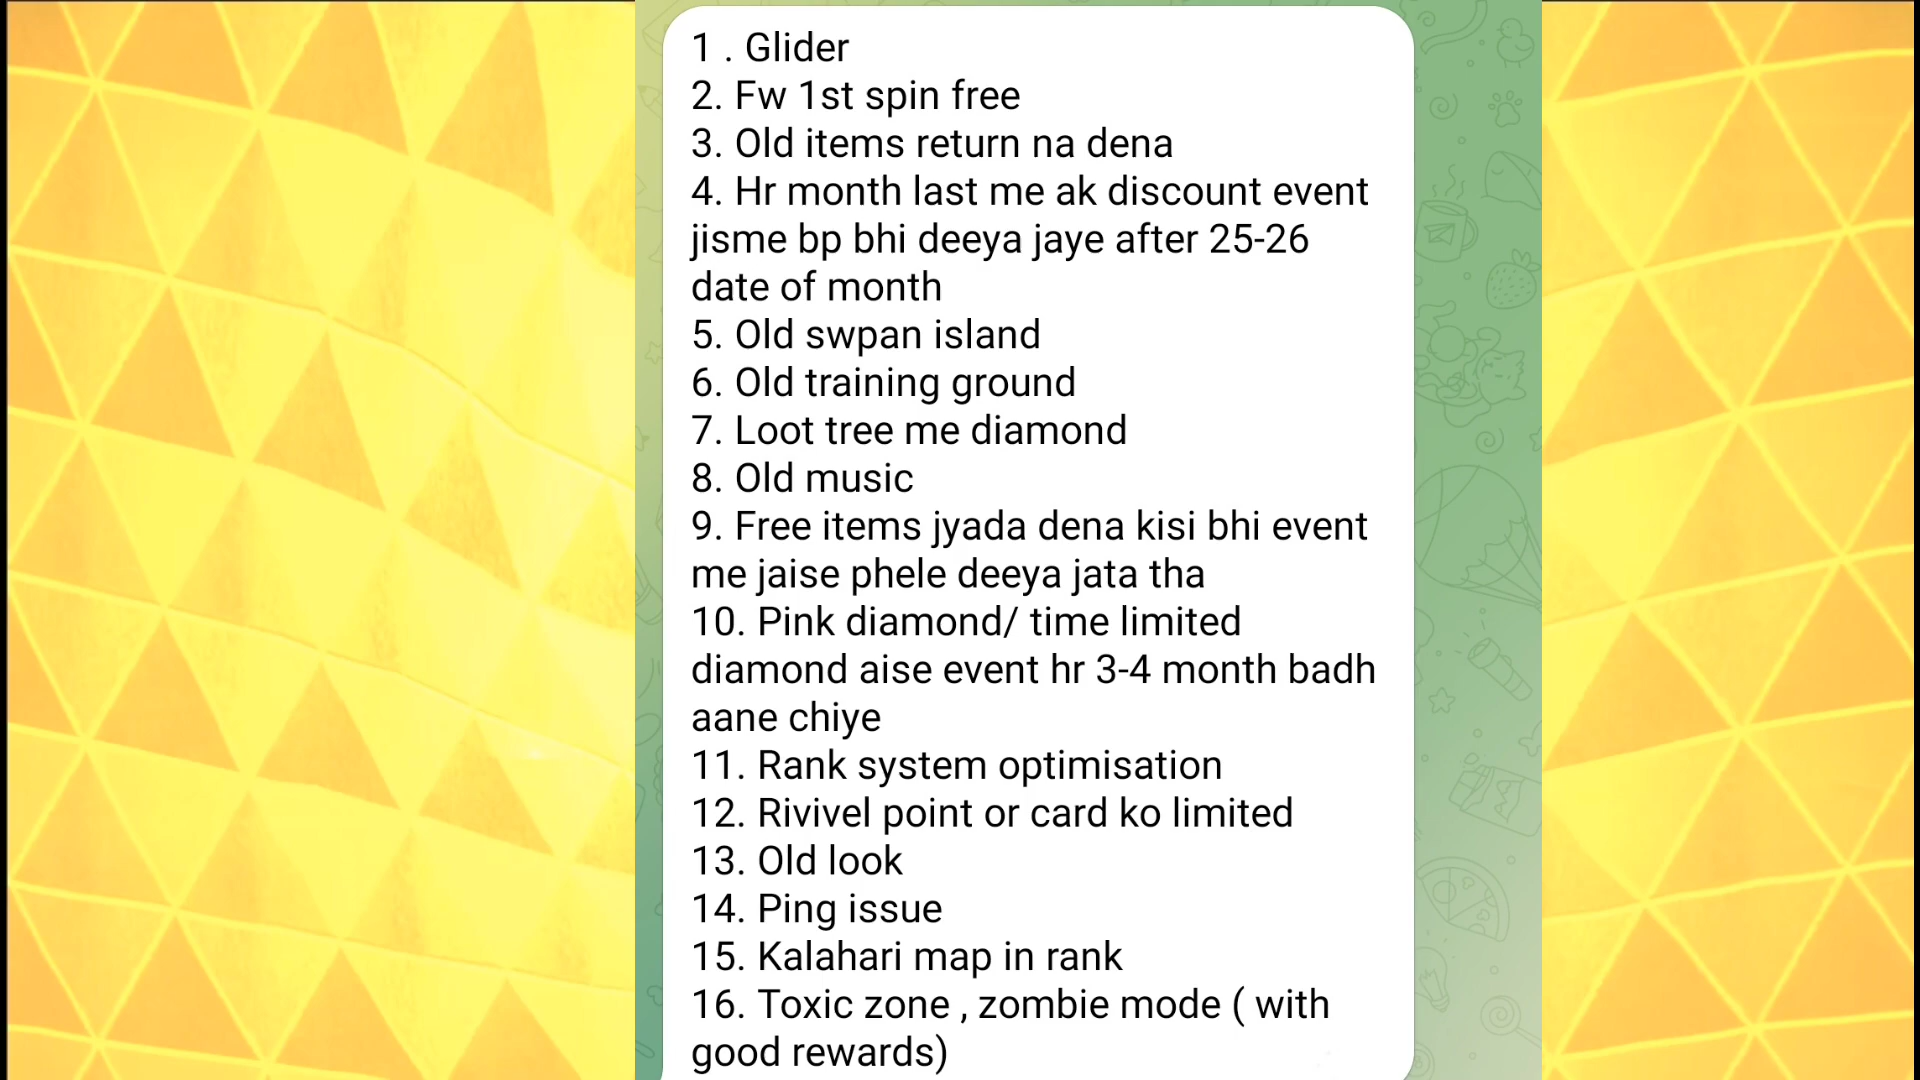 1 . Glider
2. Fw 1st spin free
3. Old items return na dena
4. Hr month last me ak discount event
jisme bp bhi deeya jaye after 25-26
date of month
5. Old swpan island
6. Old training ground
7. Loot tree me diamond
8. Old music
9. Free items jyada dena kisi bhi event
me jaise phele deeya jata tha
10. Pink diamond/ time limited
diamond aise event hr 3-4 month badh
aane chiye
11. Rank system optimisation
12. Rivivel point or card ko limited
13. Old look
14. Ping issue
15. Kalahari map in rank
16. Toxic zone , zombie mode ( with
good rewards)